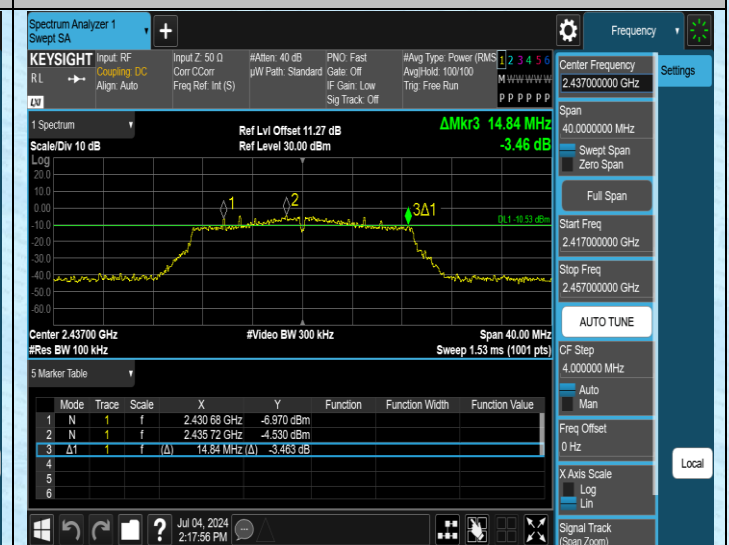 Spectrum Analyzer 1
Swept SA
+
Frequency
KEYSIGHT
RL
LXI
Input: RF
Coupling: DC
Align: Auto
Input Z: 50 Ω
Corr CCorr
Freq Ref: Int (S)
#Atten: 40 dB
µW Path: Standard
PNO: Fast
Gate: Off
IF Gain: Low
Sig Track: Off
#Avg Type: Power (RMS
Avg|Hold: 100/100
Trig: Free Run
1 2 3 4 5 6
M W W W W W
P P P P P P
1 Spectrum
Scale/Div 10 dB
Ref Lvl Offset 11.27 dB
Ref Level 30.00 dBm
ΔMkr3 14.84 MHz
-3.46 dB
Log
20.0
10.0
0.00
-10.0
-20.0
-30.0
-40.0
-50.0
-60.0
1
2
3Δ1
DL1 -10.53 dBm
Center 2.43700 GHz
#Res BW 100 kHz
#Video BW 300 kHz
Span 40.00 MHz
Sweep 1.53 ms (1001 pts)
5 Marker Table
Mode Trace Scale X Y Function Function Width Function Value
1 N 1 f 2.430 68 GHz -6.970 dBm
2 N 1 f 2.435 72 GHz -4.530 dBm
3 Δ1 1 f (Δ) 14.84 MHz (Δ) -3.463 dB
4
5
6
Jul 04, 2024
2:17:56 PM
?
Center Frequency
2.437000000 GHz
Settings
Span
40.0000000 MHz
Swept Span
Zero Span
Full Span
Start Freq
2.417000000 GHz
Stop Freq
2.457000000 GHz
AUTO TUNE
CF Step
4.000000 MHz
Auto
Man
Freq Offset
0 Hz
X Axis Scale
Log
Lin
Local
Signal Track
(Span Zoom)